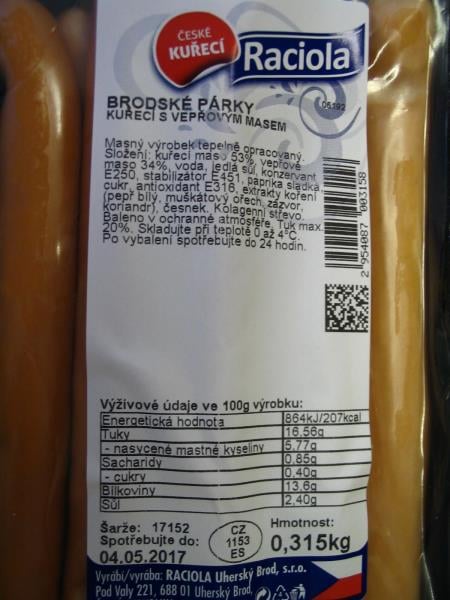 ČESKÉ
KUŘECÍ
Raciola
BRODSKÉ PÁRKY
06192
KUŘECÍ S VEPŘOVÝM MASEM
Masný výrobek tepelně opracovaný.
Složení: kuřecí maso 53%, vepřové
maso 34%, voda, jedlá sůl, konzervant
E250, stabilizátor E451, paprika sladká,
cukr, antioxidant E316, extrakty koření
(pepř bílý, muškátový ořech, zázvor,
koriandr), česnek. Kolagenní střevo.
Baleno v ochranné atmosféře. Tuk max.
20%. Skladujte při teplotě 0 až 4°C.
Po vybalení spotřebujte do 24 hodin.
2 954087 003158
Výživové údaje ve 100g výrobku:
Energetická hodnota 864kJ/207kcal
Tuky 16,56g
- nasycené mastné kyseliny 5,77g
Sacharidy 0,85g
- cukry 0,40g
Bílkoviny 13,6g
Sůl 2,40g
Šarže: 17152
Spotřebujte do:
04.05.2017
CZ
1153
ES
Hmotnost:
0,315kg
Vyrábí/vyrába: RACIOLA Uherský Brod, s.r.o.
Pod Valy 221, 688 01 Uherský Brod,